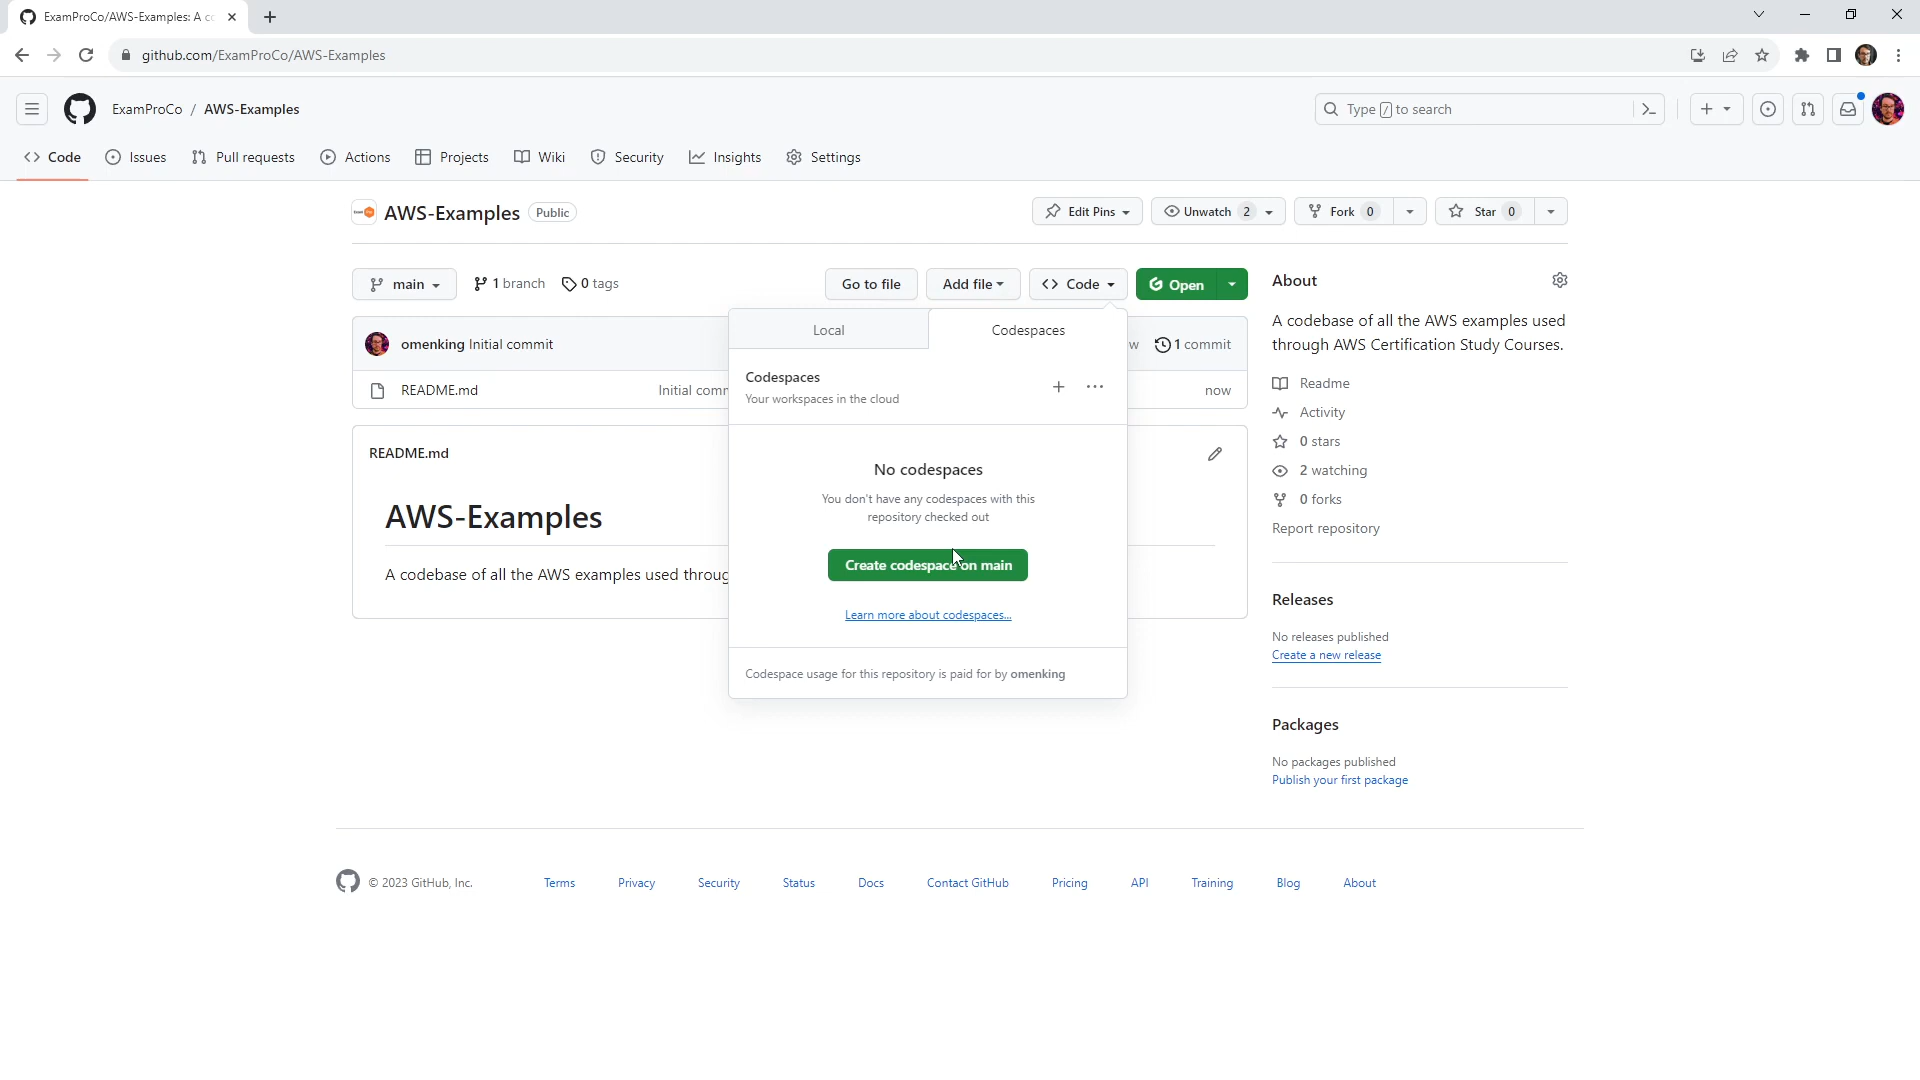 ExamProCo/AWS-Examples: A cc
github.com/ExamProCo/AWS-Examples
ExamProCo / AWS-Examples
Type / to search
Code Issues Pull requests Actions Projects Wiki Security Insights Settings
AWS-Examples Public
Edit Pins Unwatch 2 Fork 0 Star 0
main 1 branch 0 tags Go to file Add file Code Open
About
A codebase of all the AWS examples used
through AWS Certification Study Courses.
Readme
Activity
0 stars
2 watching
0 forks
Report repository
Local Codespaces
omenking Initial commit
w 1 commit
README.md Initial comm
now
Codespaces
Your workspaces in the cloud
No codespaces
You don't have any codespaces with this
repository checked out
Create codespace on main
Learn more about codespaces...
Codespace usage for this repository is paid for by omenking
README.md
AWS-Examples
A codebase of all the AWS examples used throug
Releases
No releases published
Create a new release
Packages
No packages published
Publish your first package
© 2023 GitHub, Inc. Terms Privacy Security Status Docs Contact GitHub Pricing API Training Blog About